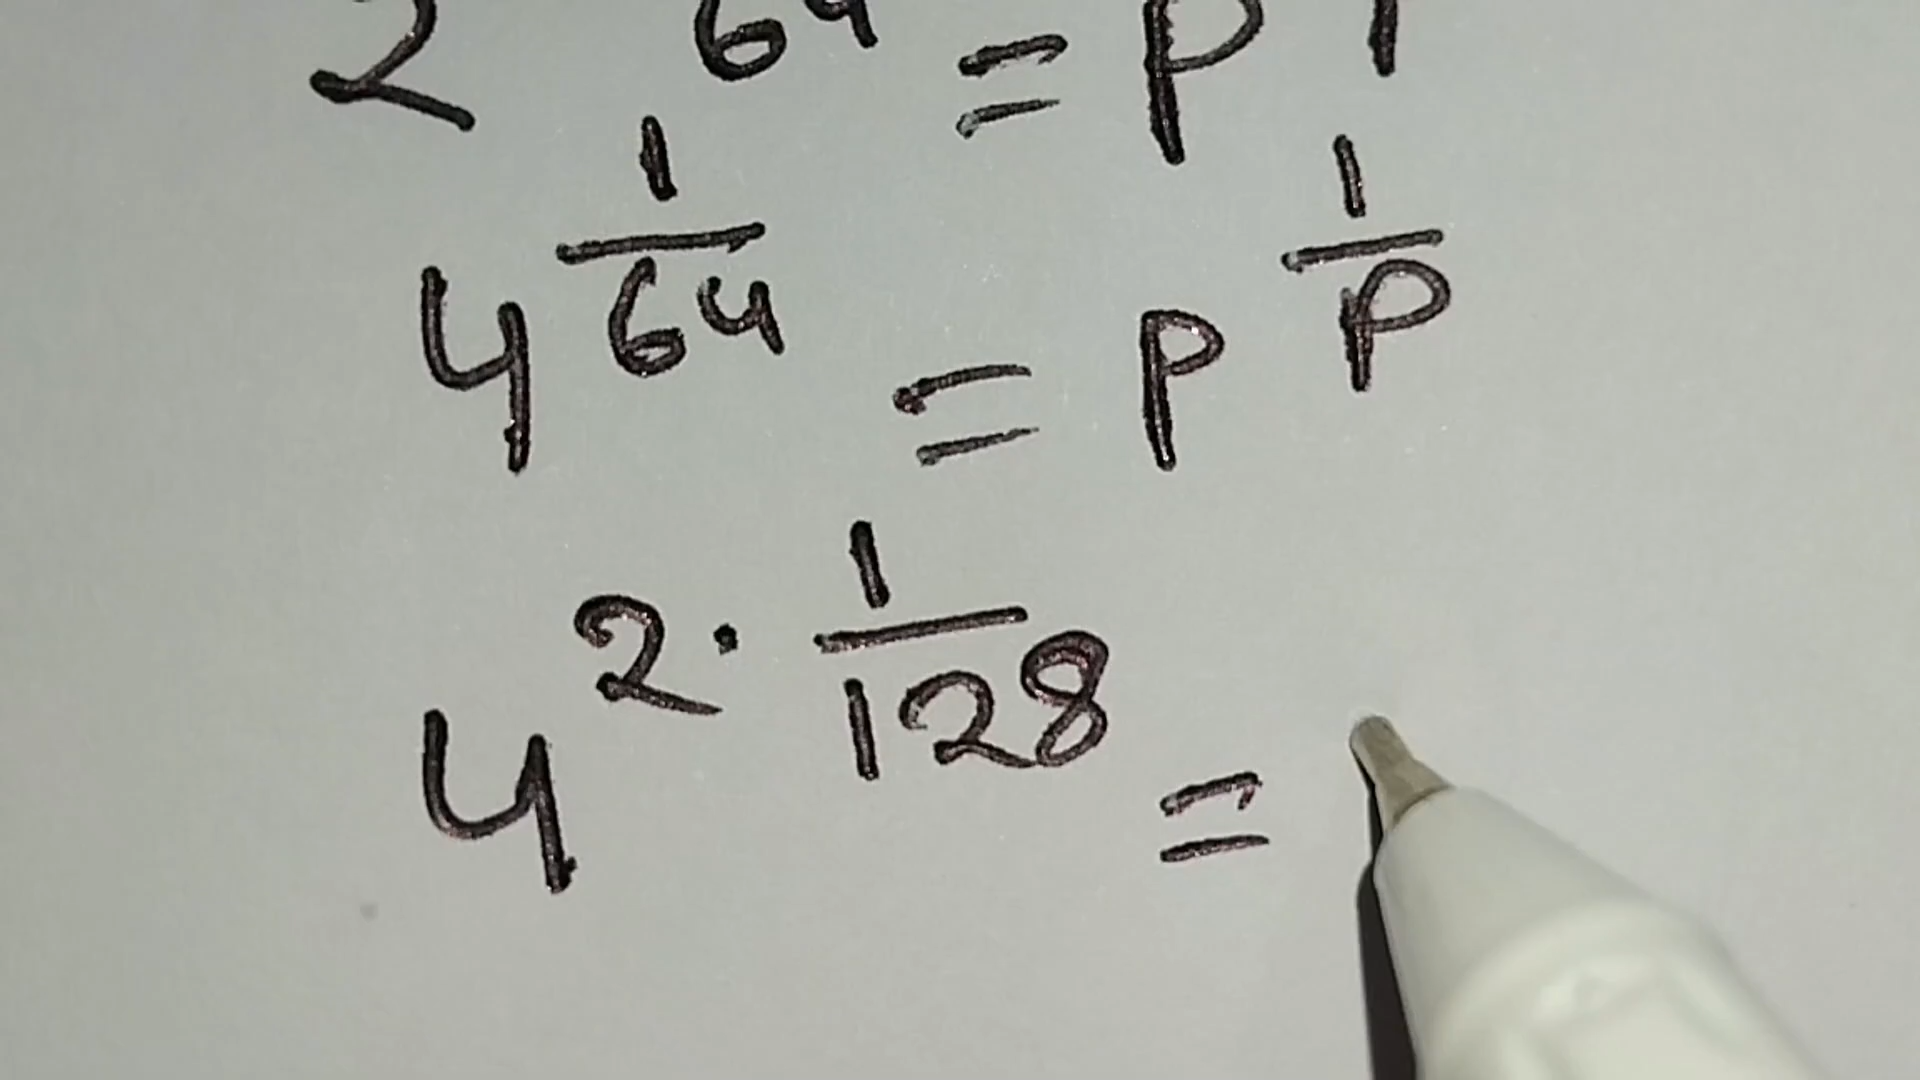 2 64 = P
4^(1/64) = P^(1/P)
4^(2·1/128) =